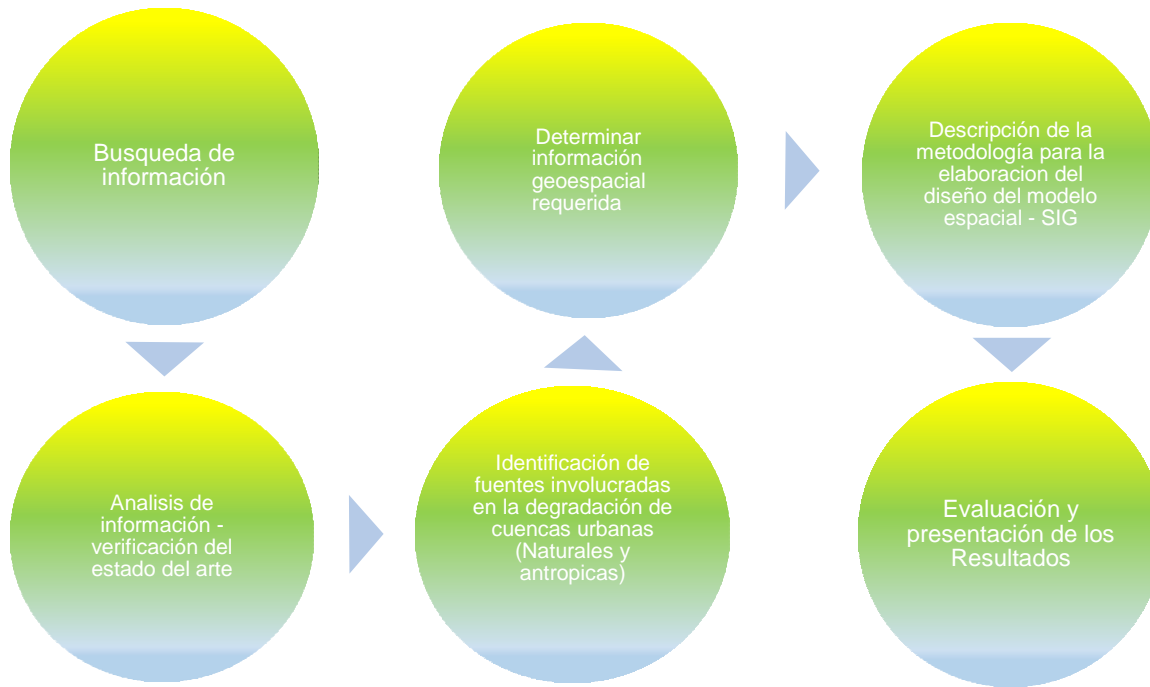 Busqueda de
información
Analisis de
información -
verificación del
estado del arte
Identificación de
fuentes involucradas
en la degradación de
cuencas urbanas
(Naturales y
antropicas)
Determinar
información
geoespacial
requerida
Descripción de la
metodología para la
elaboracion del
diseño del modelo
espacial - SIG
Evaluación y
presentación de los
Resultados